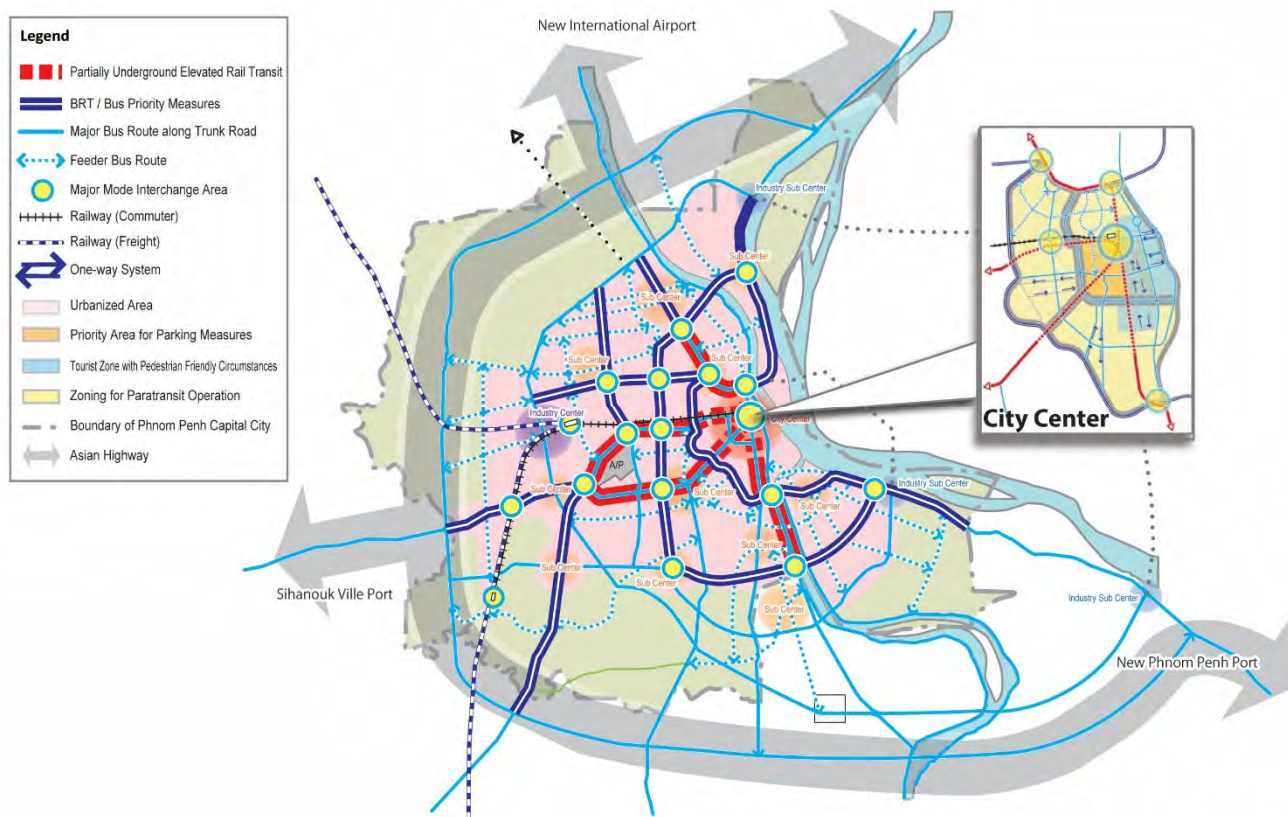 New International Airport
Legend
Partially Underground Elevated Rail Transit
BRT / Bus Priority Measures
Major Bus Route along Trunk Road
Feeder Bus Route
Major Mode Interchange Area
Railway (Commuter)
Railway (Freight)
One-way System
Urbanized Area
Priority Area for Parking Measures
Tourist Zone with Pedestrian Friendly Circumstances
Zoning for Paratransit Operation
Boundary of Phnom Penh Capital City
Asian Highway
Industry Sub Center
Sub Center
Sub Center
Sub Center
Sub Center
Industry Center
City Center
City Center
A/P
Sub Center
Sub Center
Sub Center
Industry Sub Center
Sub Center
Sub Center
Sub Center
Sub Center
Sihanouk Ville Port
Industry Sub Center
New Phnom Penh Port